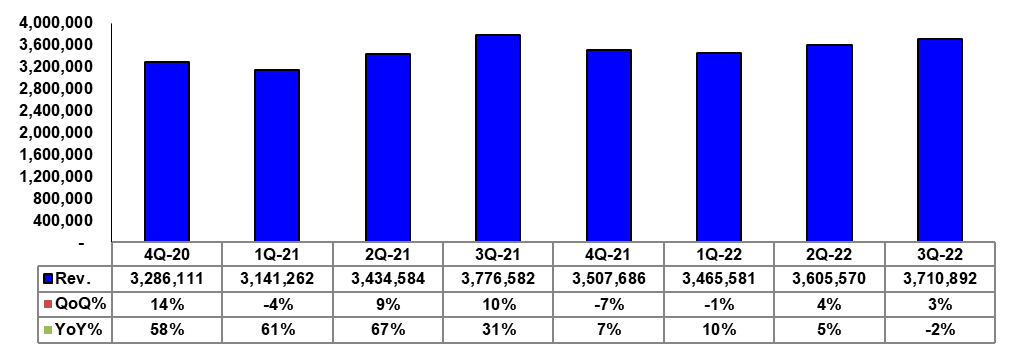 4,000,000
3,600,000
3,200,000
2,800,000
2,400,000
2,000,000
1,600,000
1,200,000
800,000
400,000
-
4Q-20 1Q-21 2Q-21 3Q-21 4Q-21 1Q-22 2Q-22 3Q-22
Rev. 3,286,111 3,141,262 3,434,584 3,776,582 3,507,686 3,465,581 3,605,570 3,710,892
QoQ% 14% -4% 9% 10% -7% -1% 4% 3%
YoY% 58% 61% 67% 31% 7% 10% 5% -2%